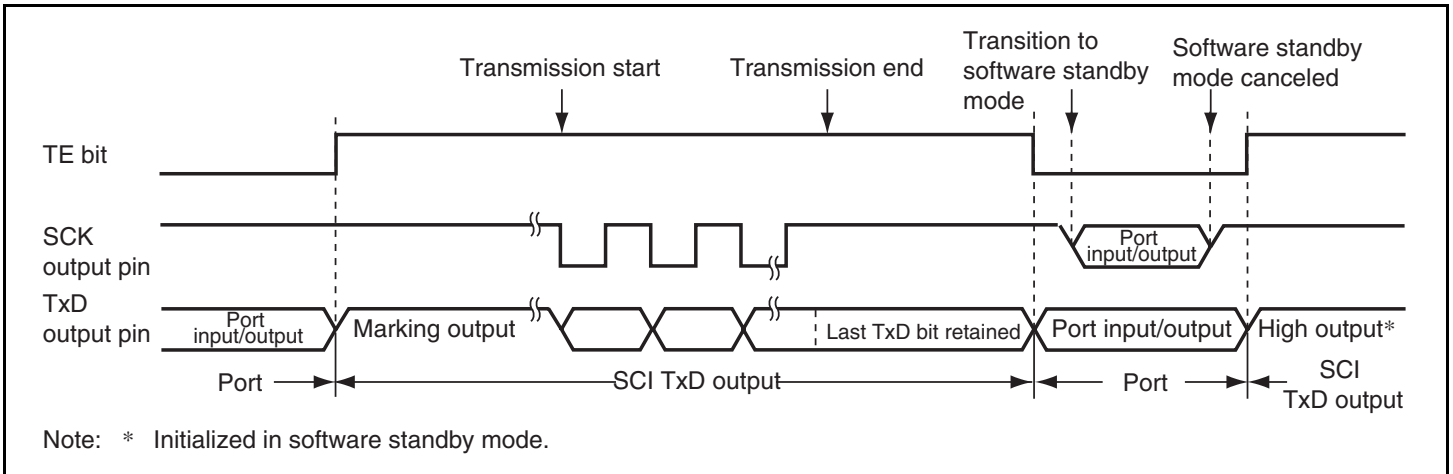 Transmission start
Transmission end
Transition to
software standby
mode
Software standby
mode canceled
TE bit
SCK
output pin
Port
input/output
TxD
output pin
Port
input/output
Marking output
Last TxD bit retained
Port input/output
High output*
Port
SCI TxD output
Port
SCI
TxD output
Note: * Initialized in software standby mode.